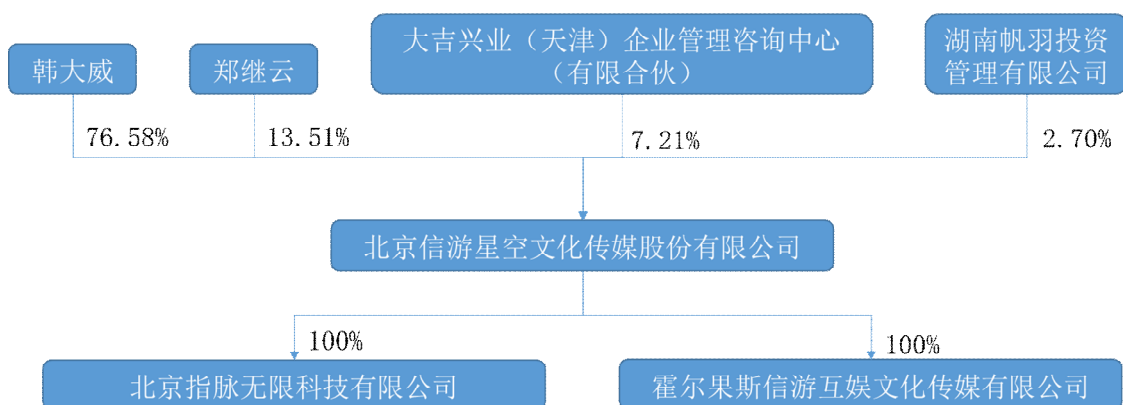 韩大威
郑继云
大吉兴业（天津）企业管理咨询中心
（有限合伙）
湖南帆羽投资
管理有限公司
76.58%
13.51%
7.21%
2.70%
北京信游星空文化传媒股份有限公司
100%
100%
北京指脉无限科技有限公司
霍尔果斯信游互娱文化传媒有限公司